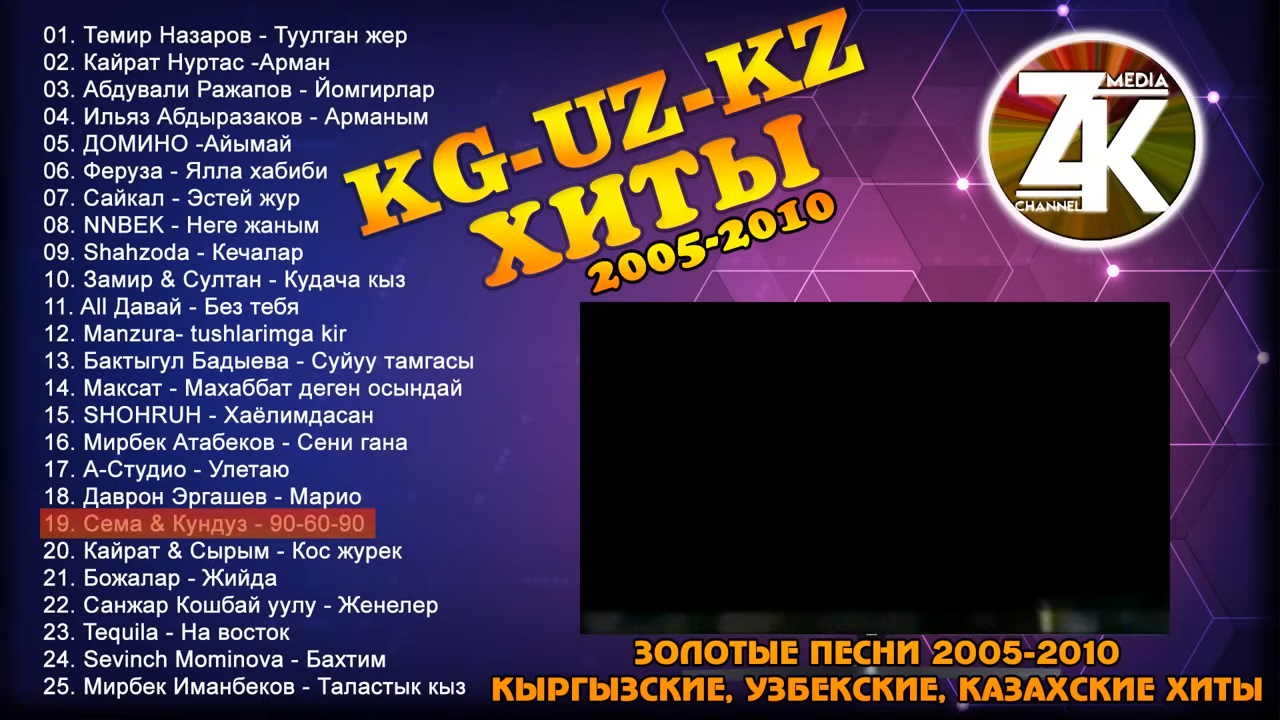 01. Темир Назаров - Туулган жер
02. Кайрат Нуртас -Арман
03. Абдували Ражапов - Йомгирлар
04. Ильяз Абдыразаков - Арманым
05. ДОМИНО -Айымай
06. Феруза - Ялла хабиби
07. Сайкал - Эстей жур
08. NNBEK - Неге жаным
09. Shahzoda - Кечалар
10. Замир & Султан - Кудача кыз
11. All Давай - Без тебя
12. Manzura- tushlarimga kir
13. Бактыгул Бадыева - Суйуу тамгасы
14. Максат - Махаббат деген осындай
15. SHOHRUH - Хаёлимдасан
16. Мирбек Атабеков - Сени гана
17. А-Студио - Улетаю
18. Даврон Эргашев - Марио
19. Сема & Кундуз - 90-60-90
20. Кайрат & Сырым - Кос журек
21. Божалар - Жийда
22. Санжар Кошбай уулу - Женелер
23. Tequila - На восток
24. Sevinch Mominova - Бахтим
25. Мирбек Иманбеков - Таластык кыз
KG-UZ-KZ
ХИТЫ
2005-2010
MEDIA
ZK
CHANNEL
ЗОЛОТЫЕ ПЕСНИ 2005-2010
КЫРГЫЗСКИЕ, УЗБЕКСКИЕ, КАЗАХСКИЕ ХИТЫ